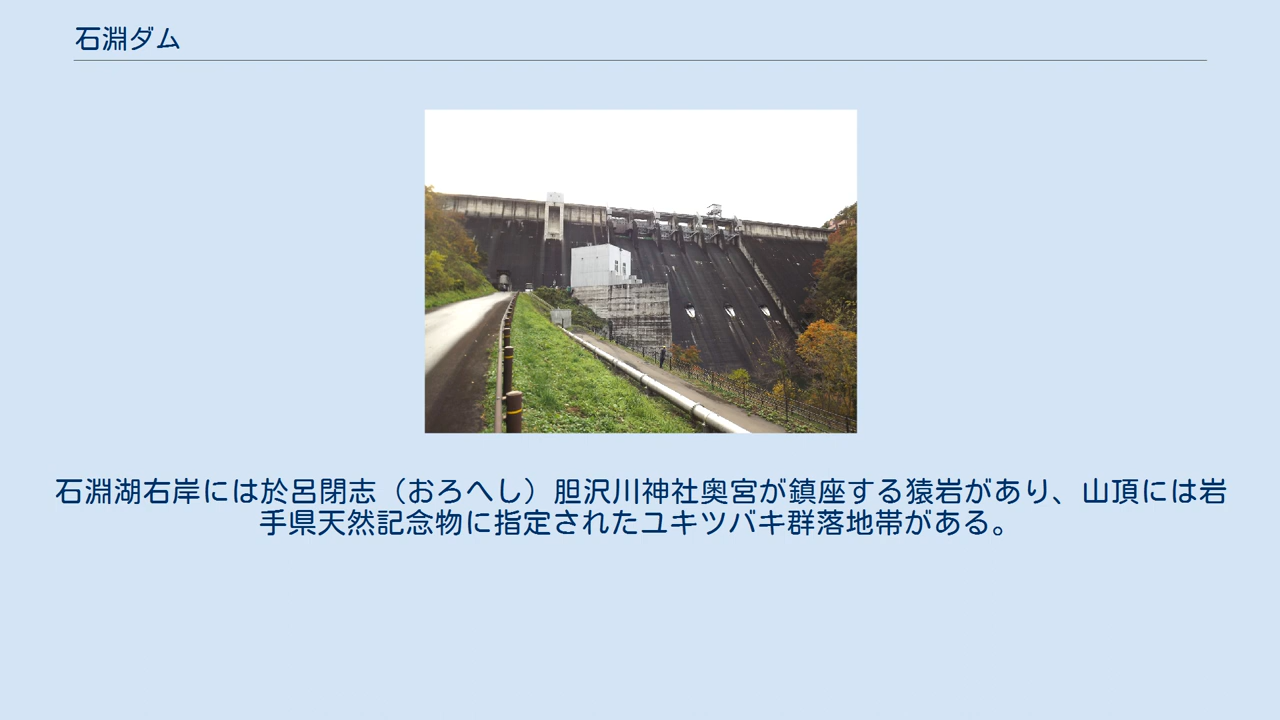 石淵ダム
石淵湖右岸には於呂閉志（おろへし）胆沢川神社奥宮が鎮座する猿岩があり、山頂には岩
手県天然記念物に指定されたユキツバキ群落地帯がある。